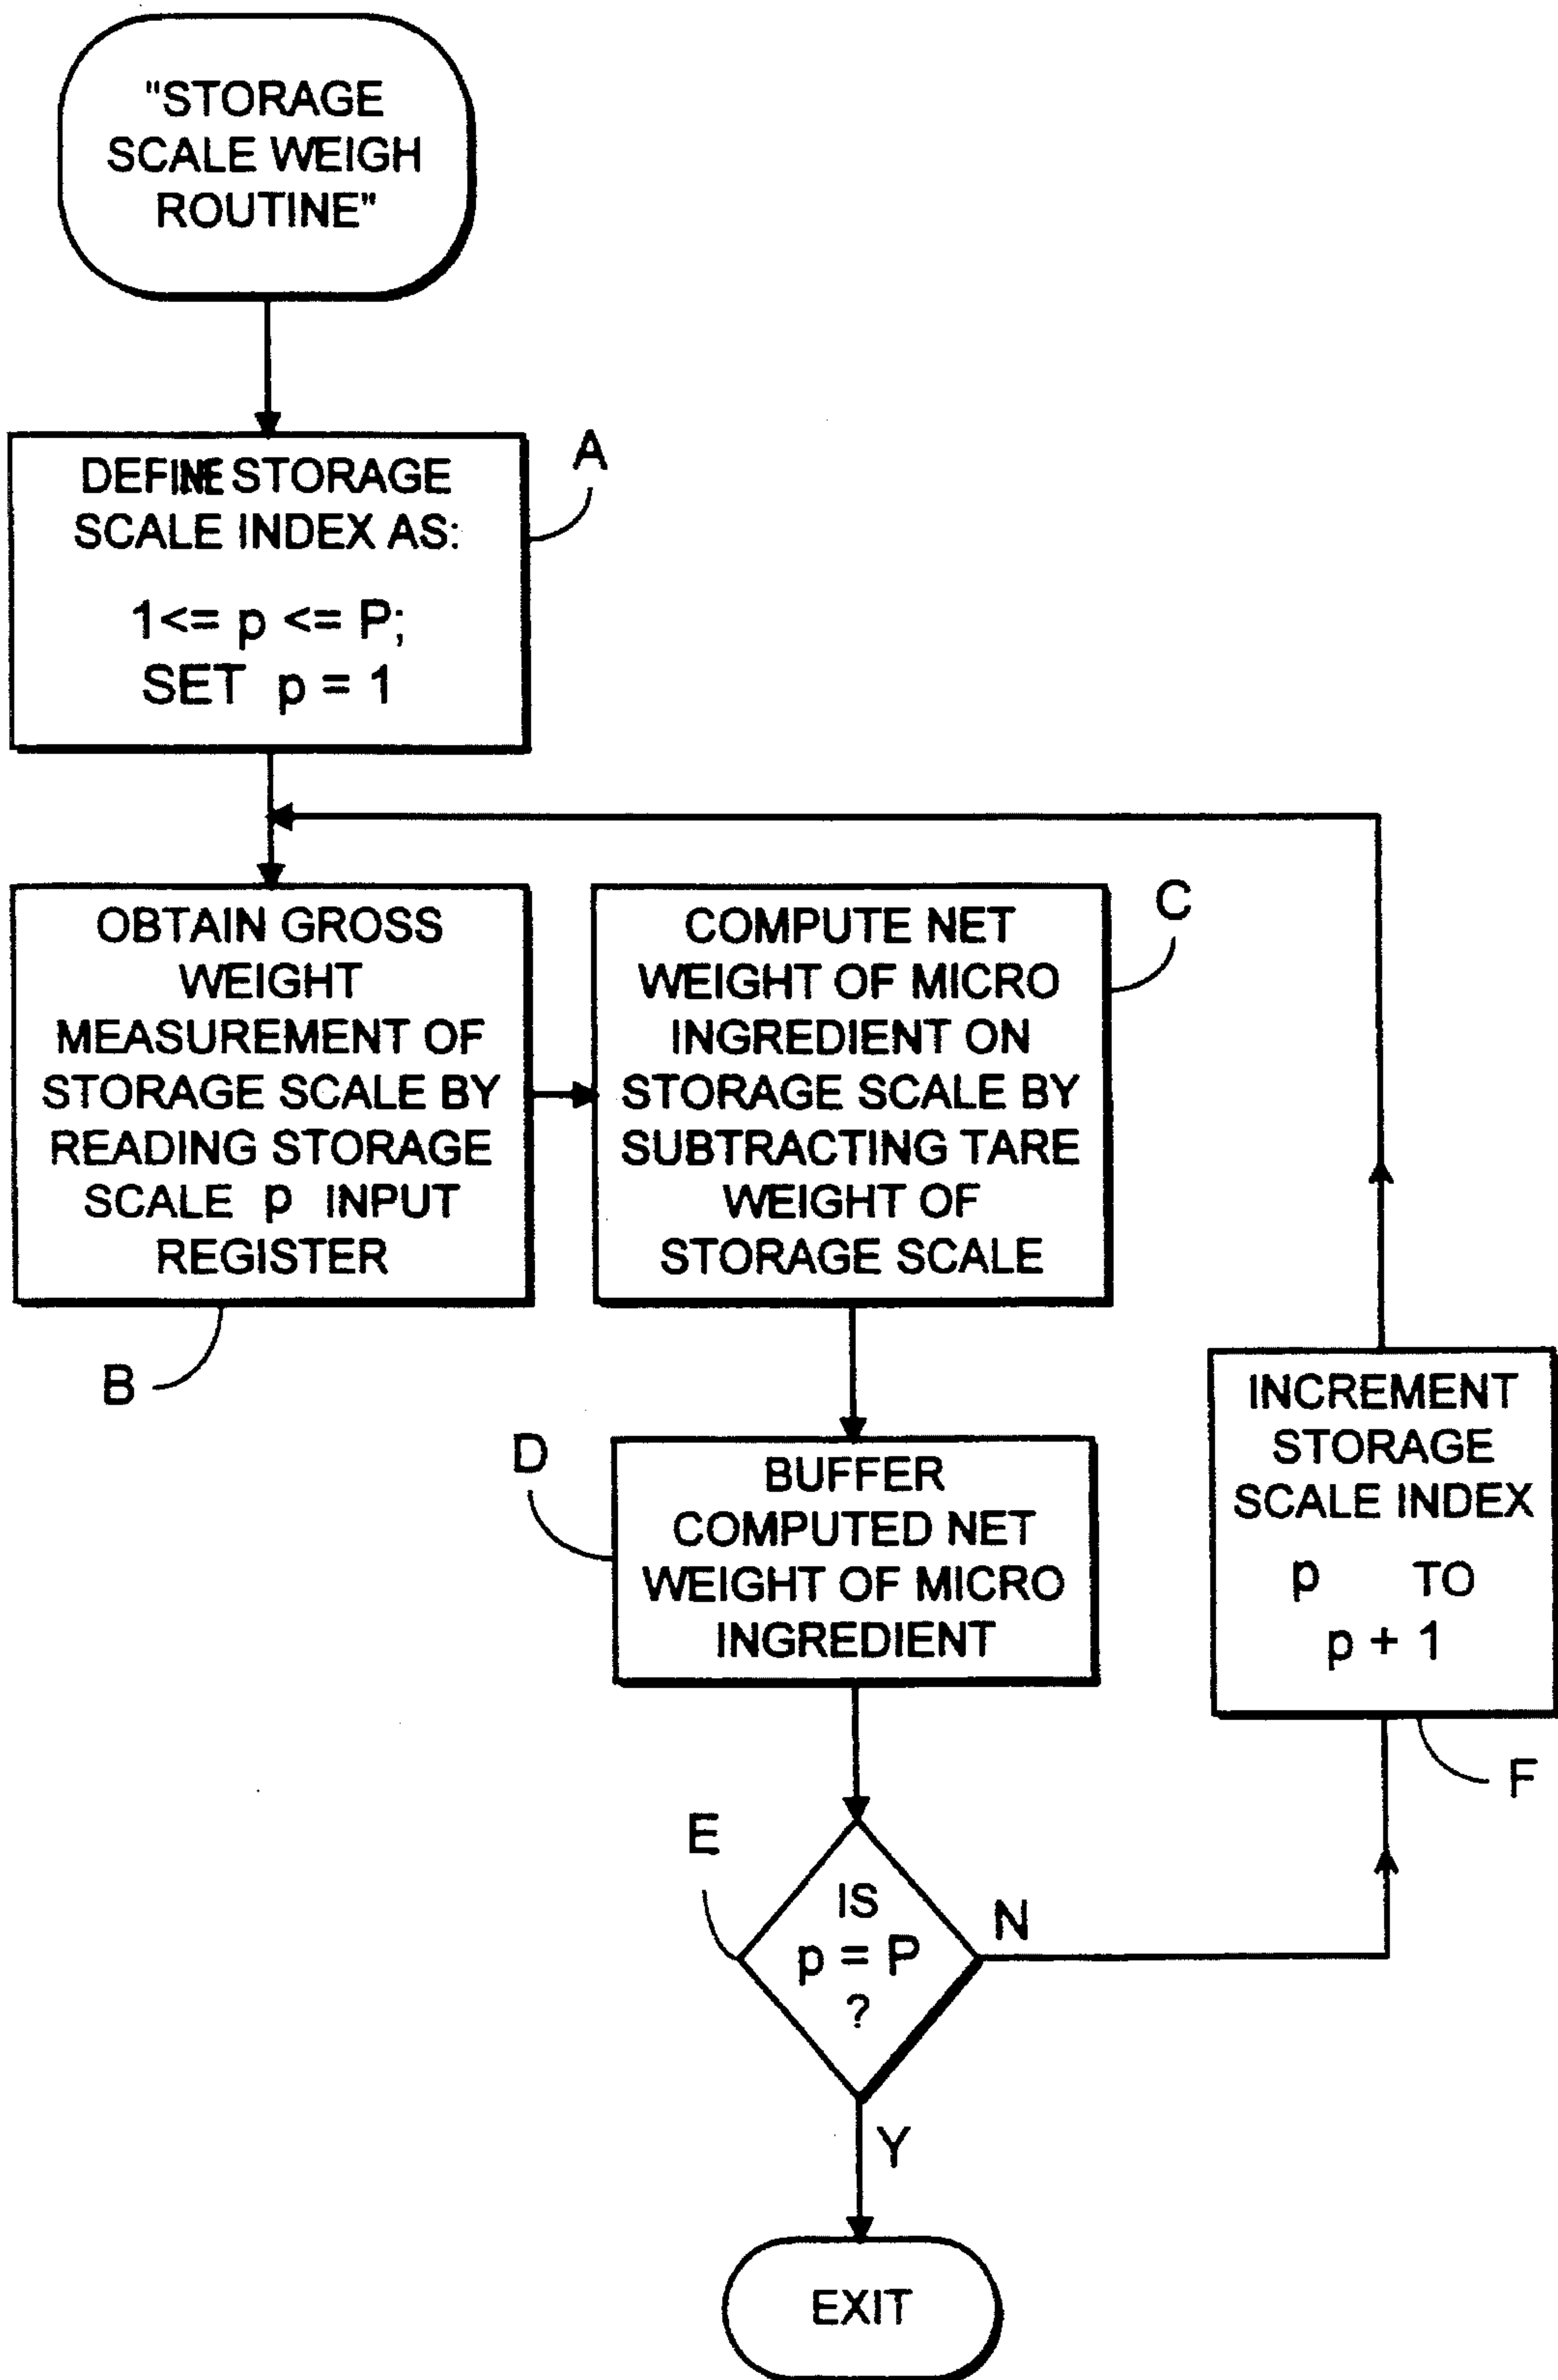 "STORAGE
SCALE WEIGH
ROUTINE"
A
DEFINE STORAGE
SCALE INDEX AS:
1<= p <= P;
SET p = 1
OBTAIN GROSS
WEIGHT
MEASUREMENT OF
STORAGE SCALE BY
READING STORAGE
SCALE p INPUT
REGISTER
B
C
COMPUTE NET
WEIGHT OF MICRO
INGREDIENT ON
STORAGE SCALE BY
SUBTRACTING TARE
WEIGHT OF
STORAGE SCALE
D
BUFFER
COMPUTED NET
WEIGHT OF MICRO
INGREDIENT
E
IS
p = P
?
N
Y
INCREMENT
STORAGE
SCALE INDEX
p TO
p + 1
F
EXIT